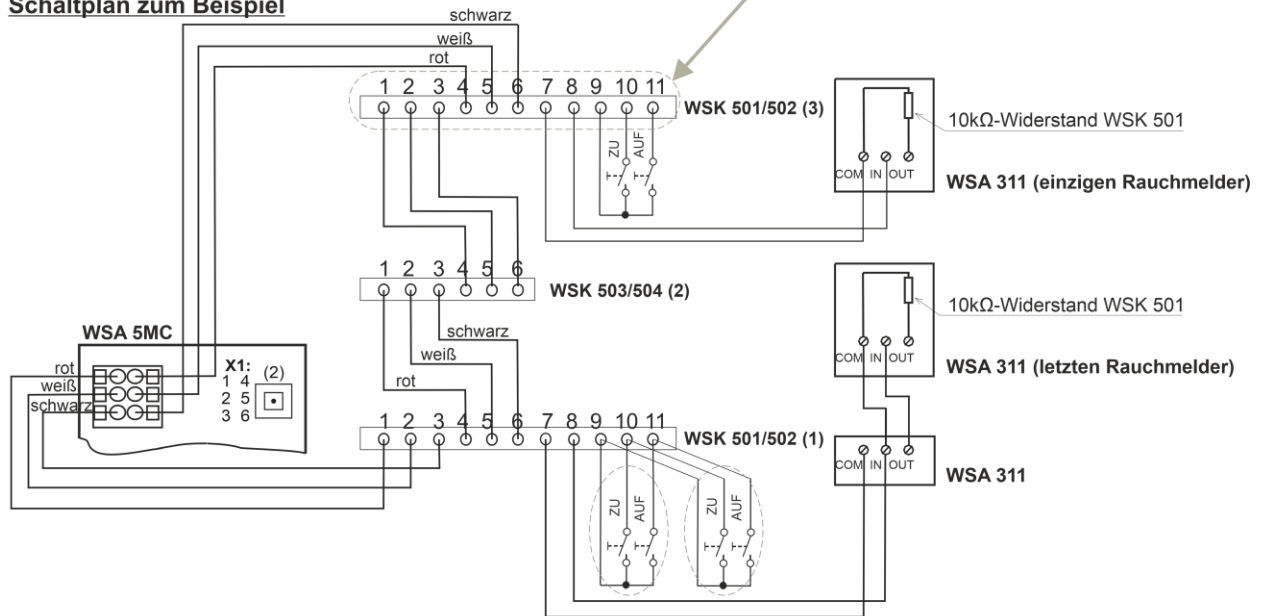 Schaltplan zum Beispiel
schwarz
weiß
rot
1 2 3 4 5 6 7 8 9 10 11
WSK 501/502 (3)
ZU
AUF
10kΩ-Widerstand WSK 501
COM IN OUT
WSA 311 (einzigen Rauchmelder)
1 2 3 4 5 6
WSK 503/504 (2)
schwarz
weiß
rot
10kΩ-Widerstand WSK 501
COM IN OUT
WSA 311 (letzten Rauchmelder)
WSA 5MC
rot
weiß
schwarz
X1:
1 4
2 5
3 6
(2)
1 2 3 4 5 6 7 8 9 10 11
WSK 501/502 (1)
COM IN OUT
WSA 311
ZU
AUF
ZU
AUF